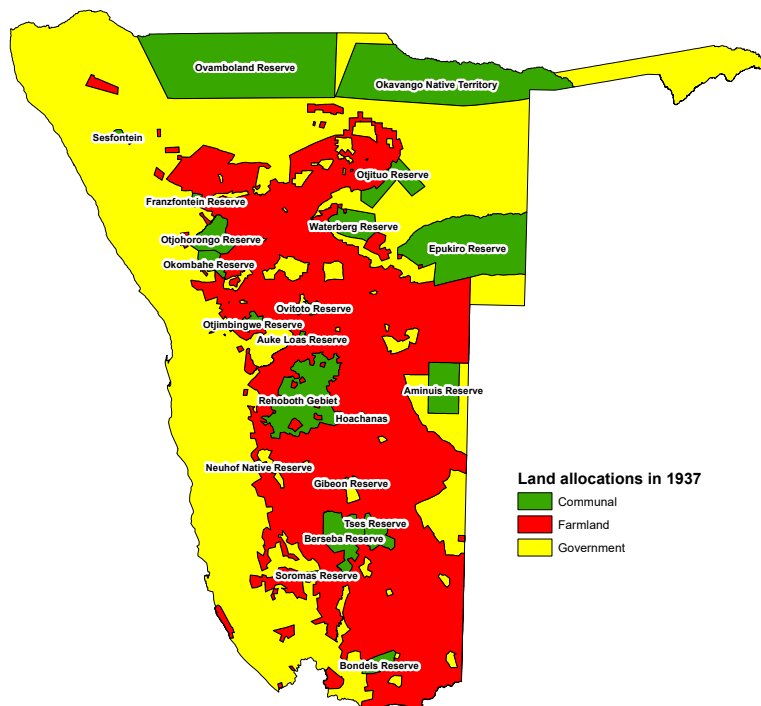 Ovamboland Reserve
Okavango Native Territory
Sesfontein
Otjituo Reserve
Franzfontein Reserve
Waterberg Reserve
Otjohorongo Reserve
Epukiro Reserve
Okombahe Reserve
Ovitoto Reserve
Otjimbingwe Reserve
Auke Loas Reserve
Aminuis Reserve
Rehoboth Gebiet
Hoachanas
Neuhof Native Reserve
Gibeon Reserve
Land allocations in 1937
Communal
Farmland
Government
Tses Reserve
Berseba Reserve
Soromas Reserve
Bondels Reserve